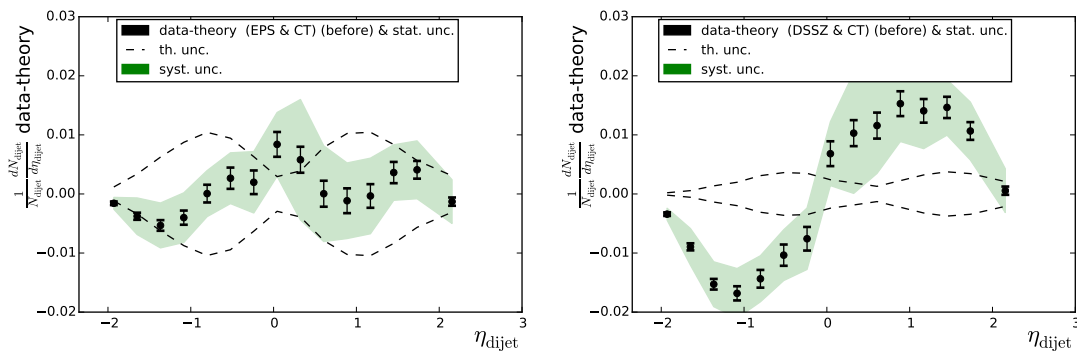 data-theory (EPS & CT) (before) & stat. unc.
th. unc.
syst. unc.
0.03
0.02
0.01
0.00
−0.01
−0.02
−2
−1
0
1
2
3
η_dijet
1/N_dijet dN_dijet/dη_dijet data-theory
data-theory (DSSZ & CT) (before) & stat. unc.
th. unc.
syst. unc.
0.03
0.02
0.01
0.00
−0.01
−0.02
−2
−1
0
1
2
3
η_dijet
1/N_dijet dN_dijet/dη_dijet data-theory